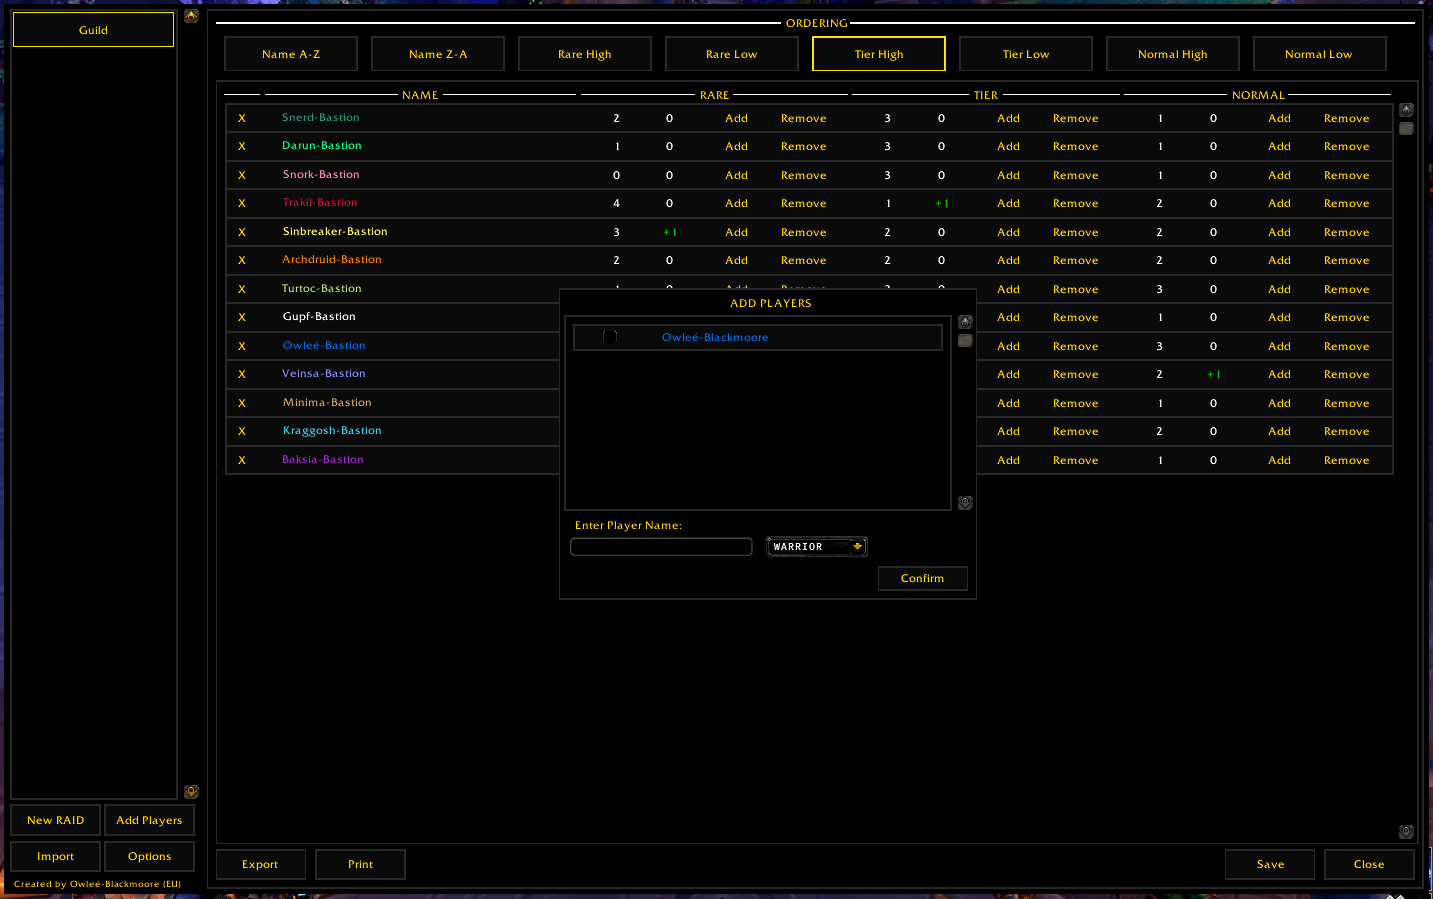 Guild
ORDERING
Name A-Z Name Z-A Rare High Rare Low Tier High Tier Low Normal High Normal Low
NAME RARE TIER NORMAL
X Snerd-Bastion 2 0 Add Remove 3 0 Add Remove 1 0 Add Remove
X Darun-Bastion 1 0 Add Remove 3 0 Add Remove 1 0 Add Remove
X Snork-Bastion 0 0 Add Remove 3 0 Add Remove 1 0 Add Remove
X Trakil-Bastion 4 0 Add Remove 1 +1 Add Remove 2 0 Add Remove
X Sinbreaker-Bastion 3 +1 Add Remove 2 0 Add Remove 2 0 Add Remove
X Archdruid-Bastion 2 0 Add Remove 2 0 Add Remove 2 0 Add Remove
X Turtoc-Bastion Add Remove Add Remove 3 0 Add Remove
X Gupf-Bastion Add Remove 1 0 Add Remove
X Owleé-Bastion Add Remove 3 0 Add Remove
X Veinsa-Bastion Add Remove 2 +1 Add Remove
X Minima-Bastion Add Remove 1 0 Add Remove
X Kraggosh-Bastion Add Remove 2 0 Add Remove
X Baksia-Bastion Add Remove 1 0 Add Remove
ADD PLAYERS
Owleé-Blackmoore
Enter Player Name:
WARRIOR
Confirm
New RAID Add Players
Import Options
Created by Owleé-Blackmoore (EU)
Export Print Save Close